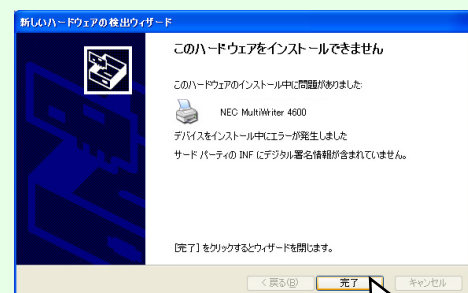 新しいハードウェアの検出ウィザード
このハードウェアをインストールできません
このハードウェアのインストール中に問題がありました:
NEC MultiWriter 4600
デバイスをインストール中にエラーが発生しました
サード パーティの INF にデジタル署名情報が含まれていません。
[完了] をクリックするとウィザードを閉じます。
< 戻る(B) 完了 キャンセル